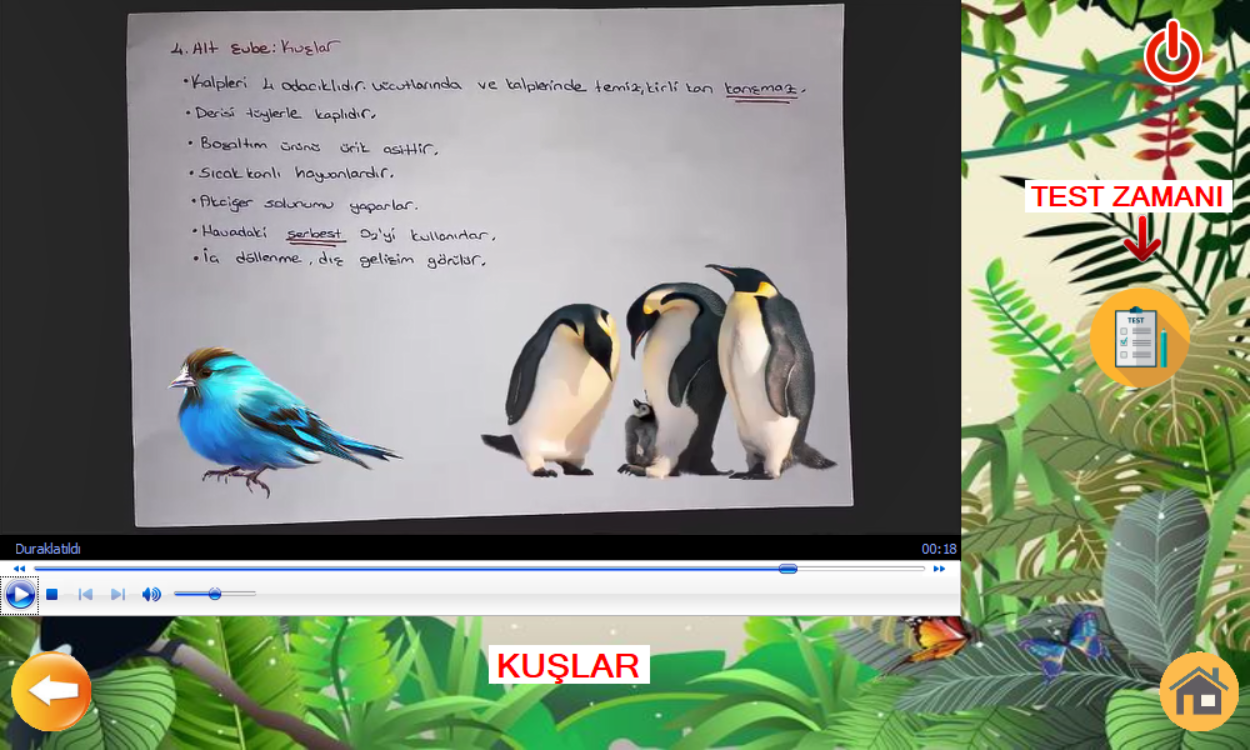 4. Alt Şube: Kuşlar
• Kalpleri 4 odacıklıdır. Vücutlarında ve kalplerinde temiz, kirli kan karışmaz.
• Derisi tüylerle kaplıdır.
• Boşaltım ürünü ürik asittir.
• Sıcak kanlı hayvanlardır.
• Akciğer solunumu yaparlar.
• Havadaki serbest O₂'yi kullanırlar.
• İç döllenme, dış gelişim görülür.
TEST ZAMANI
TEST
Duraklatıldı
00:18
KUŞLAR